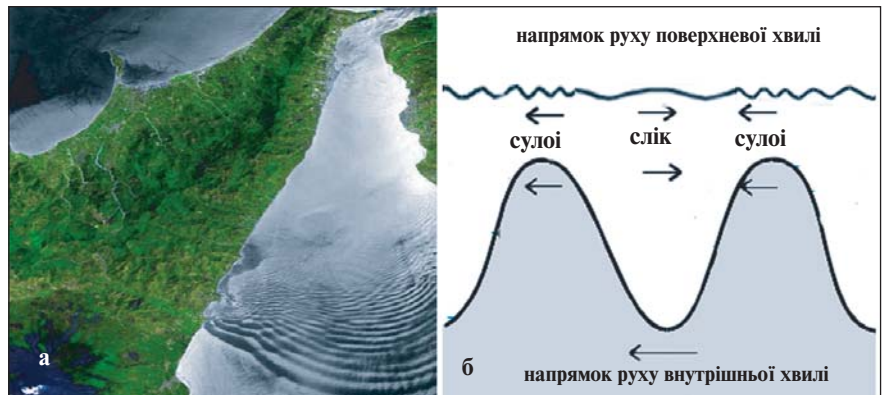 напрямок руху поверхневої хвилі
сулої
слік
сулої
а
б
напрямок руху внутрішньої хвилі